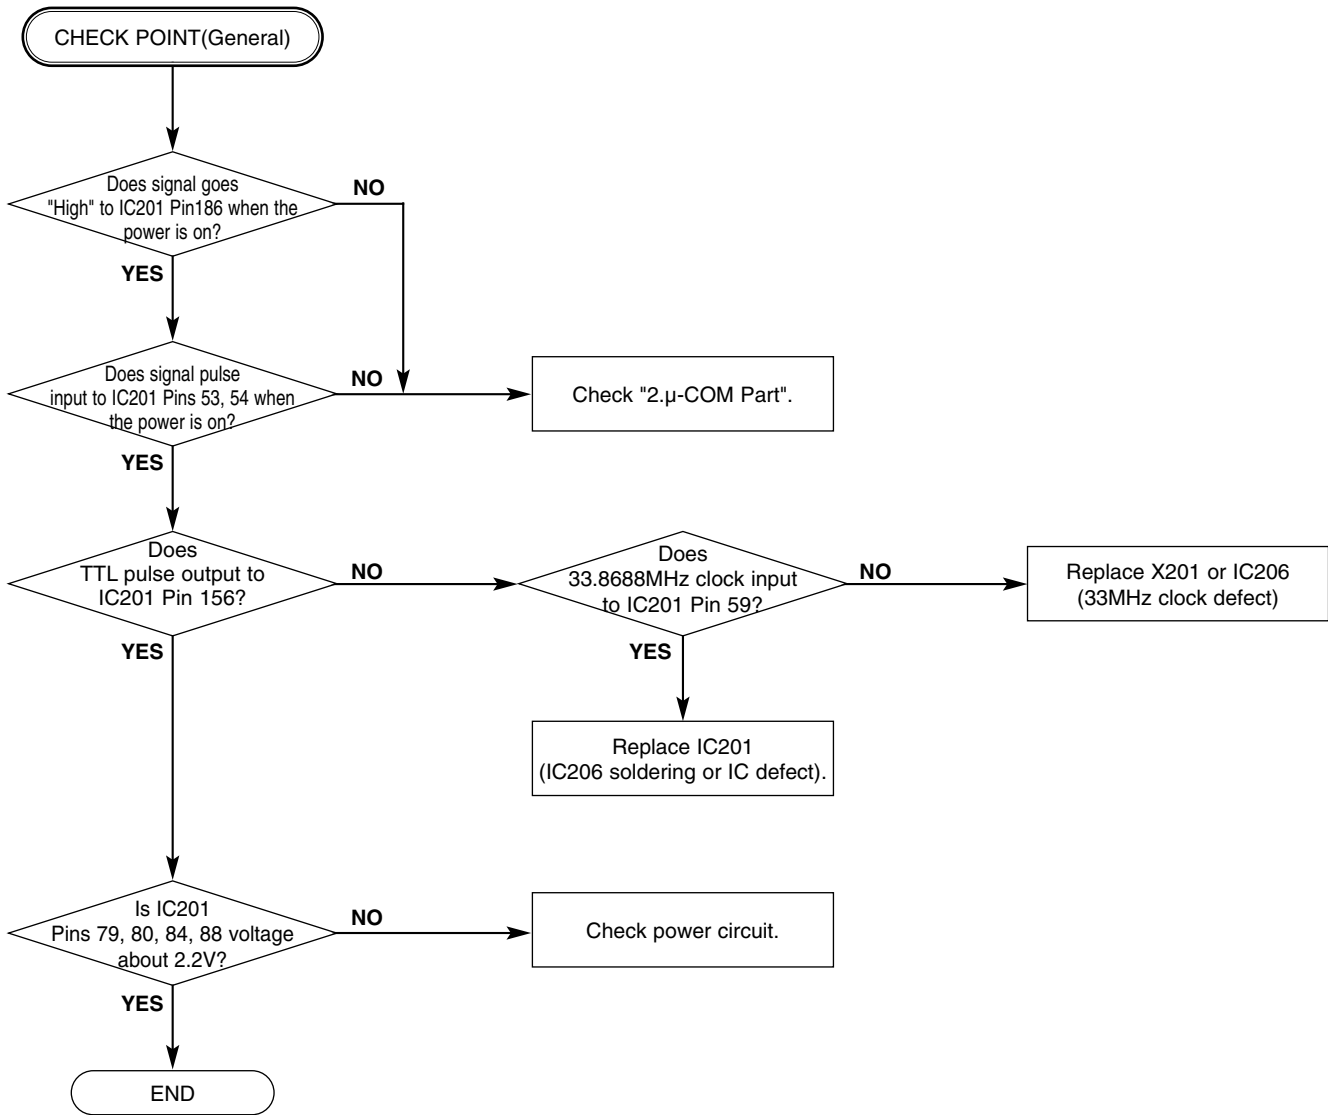 CHECK POINT(General)
Does signal goes
"High" to IC201 Pin186 when the
power is on?
NO
YES
Does signal pulse
input to IC201 Pins 53, 54 when
the power is on?
NO
Check "2.µ-COM Part".
YES
Does
TTL pulse output to
IC201 Pin 156?
NO
Does
33.8688MHz clock input
to IC201 Pin 59?
NO
Replace X201 or IC206
(33MHz clock defect)
YES
YES
Replace IC201
(IC206 soldering or IC defect).
Is IC201
Pins 79, 80, 84, 88 voltage
about 2.2V?
NO
Check power circuit.
YES
END